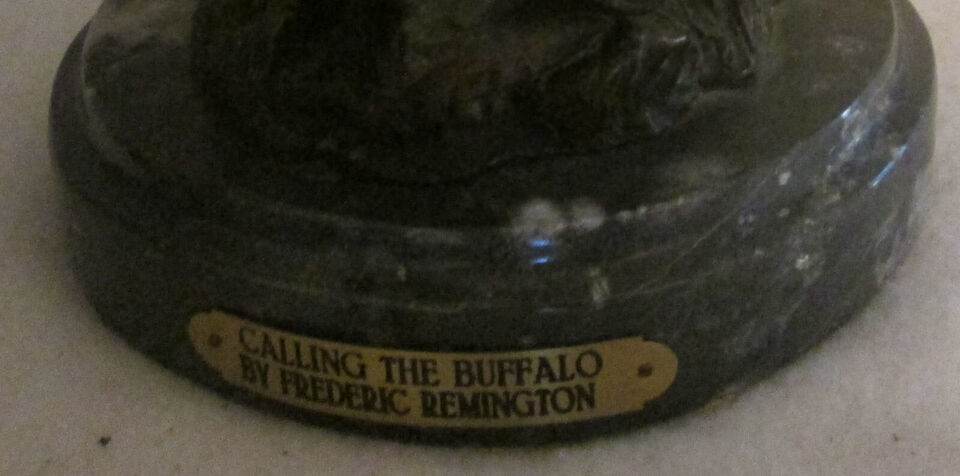 CALLING THE BUFFALO
BY FREDERIC REMINGTON